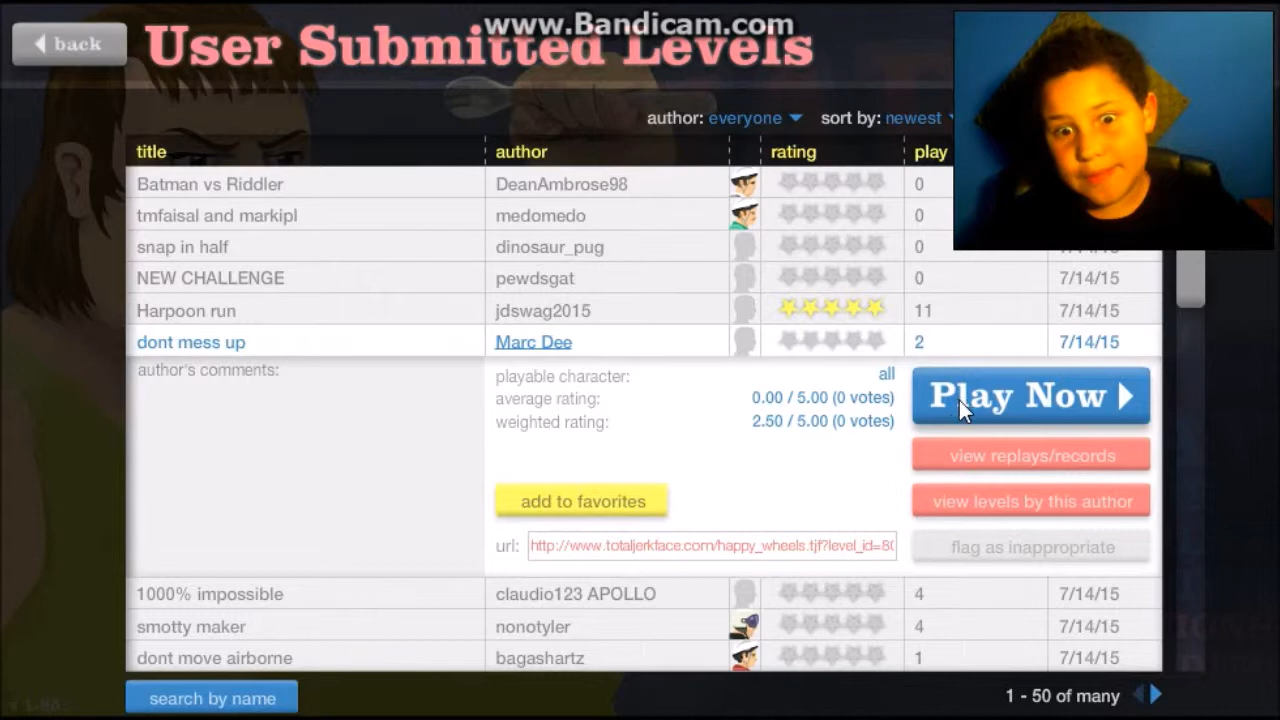 www.Bandicam.com
back
User Submitted Levels
author: everyone sort by: newest
title author rating play
Batman vs Riddler DeanAmbrose98 0
tmfaisal and markipl medomedo 0
snap in half dinosaur_pug 0
NEW CHALLENGE pewdsgat 0 7/14/15
Harpoon run jdswag2015 11 7/14/15
dont mess up Marc Dee 2 7/14/15
author's comments:
playable character: all
average rating: 0.00 / 5.00 (0 votes)
weighted rating: 2.50 / 5.00 (0 votes)
Play Now
view replays/records
add to favorites
view levels by this author
url: http://www.totaljerkface.com/happy_wheels.tjf?level_id=8
flag as inappropriate
1000% impossible claudio123 APOLLO 4 7/14/15
smotty maker nonotyler 4 7/14/15
dont move airborne bagashartz 1 7/14/15
search by name
1 - 50 of many